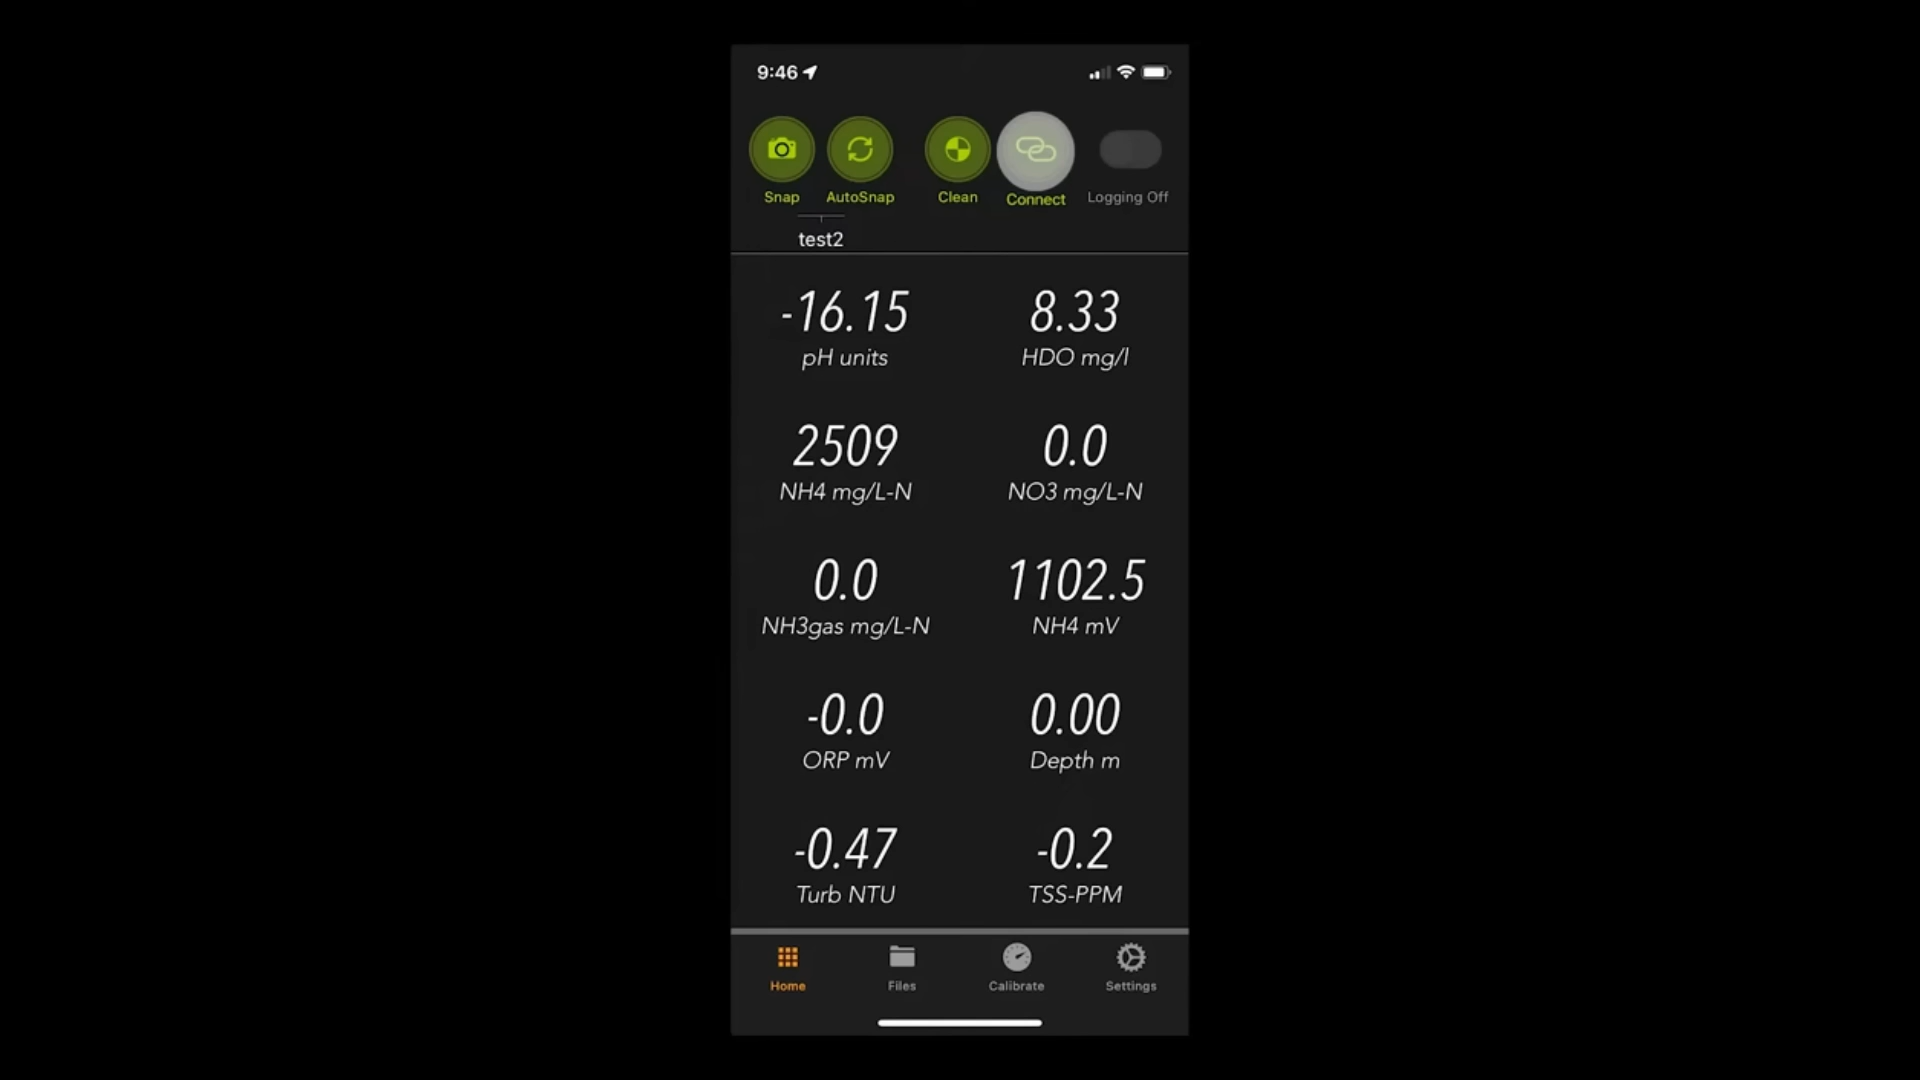 9:46
Snap AutoSnap Clean Connect Logging Off
test2
-16.15 8.33
pH units HDO mg/l
2509 0.0
NH4 mg/L-N NO3 mg/L-N
0.0 1102.5
NH3gas mg/L-N NH4 mV
-0.0 0.00
ORP mV Depth m
-0.47 -0.2
Turb NTU TSS-PPM
Home Files Calibrate Settings